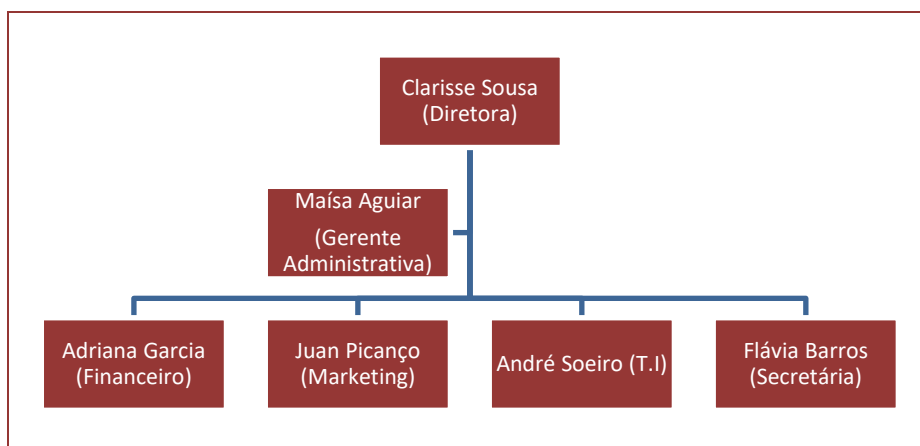 Clarisse Sousa
(Diretora)
Maísa Aguiar
(Gerente
Administrativa)
Adriana Garcia
(Financeiro)
Juan Picanço
(Marketing)
André Soeiro (T.I)
Flávia Barros
(Secretária)